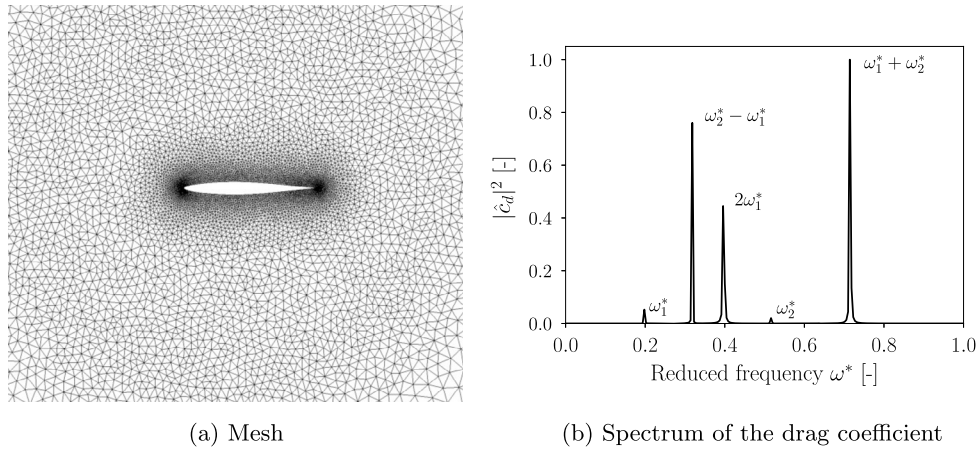 1.0
0.8
0.6
0.4
0.2
0.0
|ĉ_d|² [-]
ω₁* + ω₂*
ω₂* − ω₁*
2ω₁*
ω₁*
ω₂*
0.0 0.2 0.4 0.6 0.8 1.0
Reduced frequency ω* [-]
(a) Mesh
(b) Spectrum of the drag coefficient